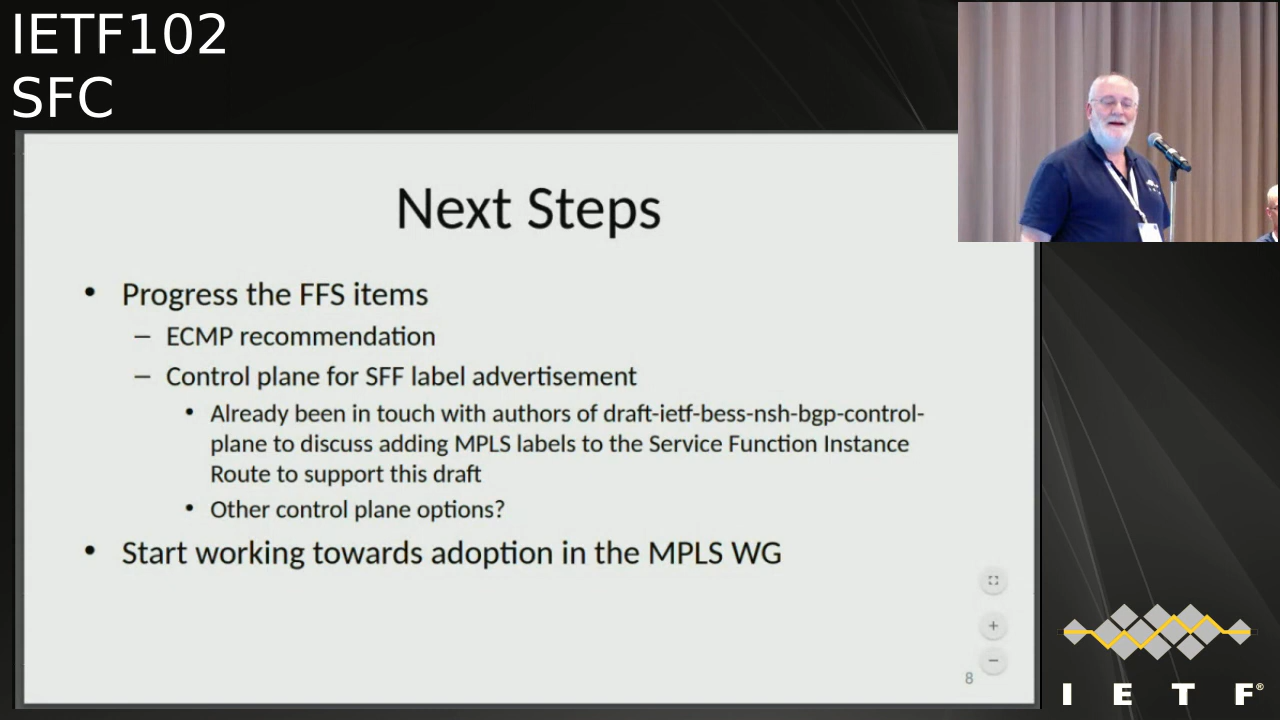 IETF102
SFC
Next Steps
• Progress the FFS items
– ECMP recommendation
– Control plane for SFF label advertisement
• Already been in touch with authors of draft-ietf-bess-nsh-bgp-control-
plane to discuss adding MPLS labels to the Service Function Instance
Route to support this draft
• Other control plane options?
• Start working towards adoption in the MPLS WG
8
I E T F®